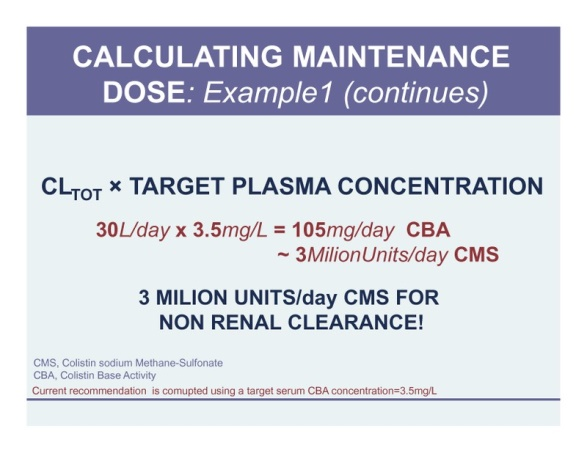 CALCULATING MAINTENANCE
DOSE: Example1 (continues)
CLTOT × TARGET PLASMA CONCENTRATION
30L/day x 3.5mg/L = 105mg/day CBA
~ 3MilionUnits/day CMS
3 MILION UNITS/day CMS FOR
NON RENAL CLEARANCE!
CMS, Colistin sodium Methane-Sulfonate
CBA, Colistin Base Activity
Current recommendation is comupted using a target serum CBA concentration=3.5mg/L